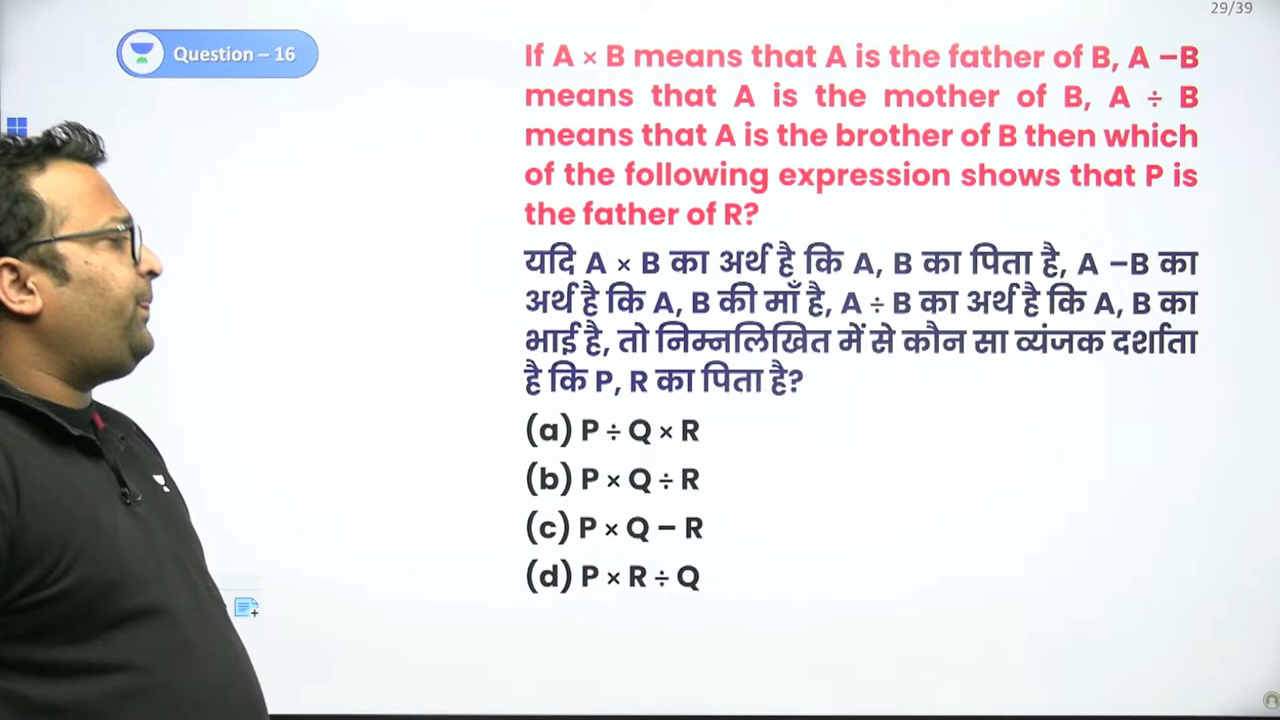 29/39
Question – 16
If A × B means that A is the father of B, A –B
means that A is the mother of B, A ÷ B
means that A is the brother of B then which
of the following expression shows that P is
the father of R?
यदि A × B का अर्थ है कि A, B का पिता है, A –B का
अर्थ है कि A, B की माँ है, A ÷ B का अर्थ है कि A, B का
भाई है, तो निम्नलिखित में से कौन सा व्यंजक दर्शाता
है कि P, R का पिता है?
(a) P ÷ Q × R
(b) P × Q ÷ R
(c) P × Q – R
(d) P × R ÷ Q